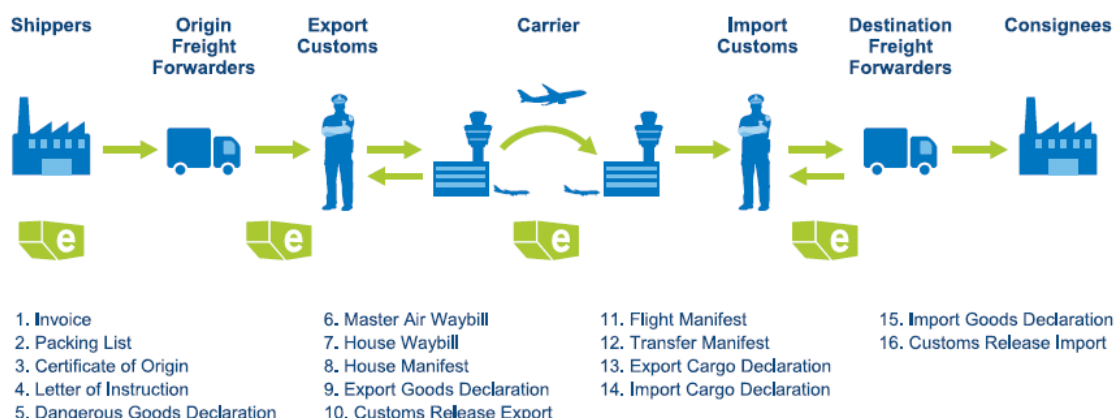 Shippers
Origin
Freight
Forwarders
Export
Customs
Carrier
Import
Customs
Destination
Freight
Forwarders
Consignees
e
e
e
e
1. Invoice
2. Packing List
3. Certificate of Origin
4. Letter of Instruction
5. Dangerous Goods Declaration
6. Master Air Waybill
7. House Waybill
8. House Manifest
9. Export Goods Declaration
10. Customs Release Export
11. Flight Manifest
12. Transfer Manifest
13. Export Cargo Declaration
14. Import Cargo Declaration
15. Import Goods Declaration
16. Customs Release Import